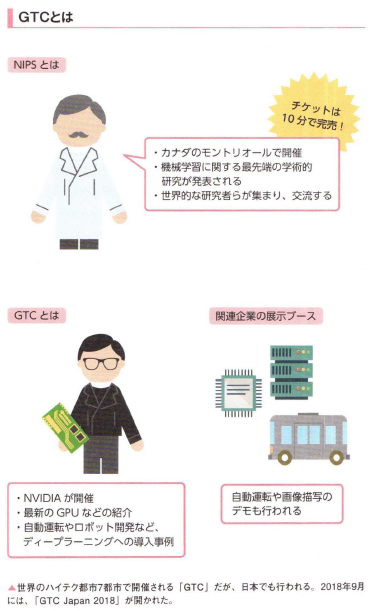 GTCとは
NIPS とは
チケットは
10分で完売！
・カナダのモントリオールで開催
・機械学習に関する最先端の学術的
研究が発表される
・世界的な研究者らが集まり、交流する
GTC とは
関連企業の展示ブース
・NVIDIA が開催
・最新の GPU などの紹介
・自動運転やロボット開発など、
ディープラーニングへの導入事例
自動運転や画像描写の
デモも行われる
▲世界のハイテク都市7都市で開催される「GTC」だが、日本でも行われる。2018年9月
には、「GTC Japan 2018」が開かれた。